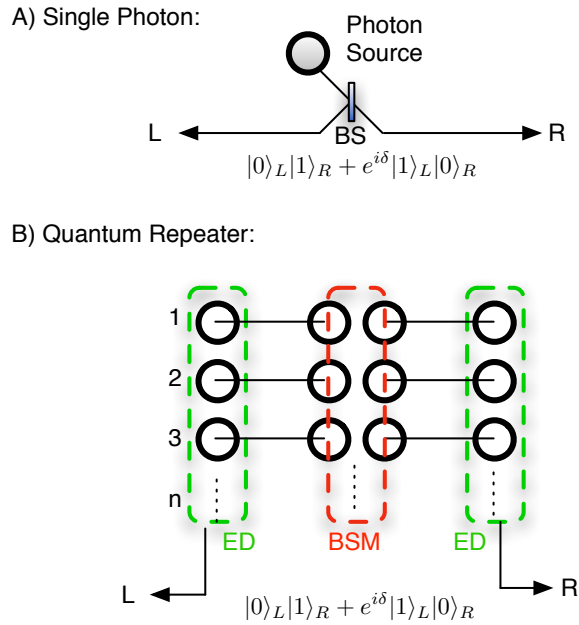 A) Single Photon:
Photon
Source
L
BS
R
|0⟩_L|1⟩_R + e^{iδ}|1⟩_L|0⟩_R
B) Quantum Repeater:
1
2
3
n
ED
BSM
ED
L
|0⟩_L|1⟩_R + e^{iδ}|1⟩_L|0⟩_R
R